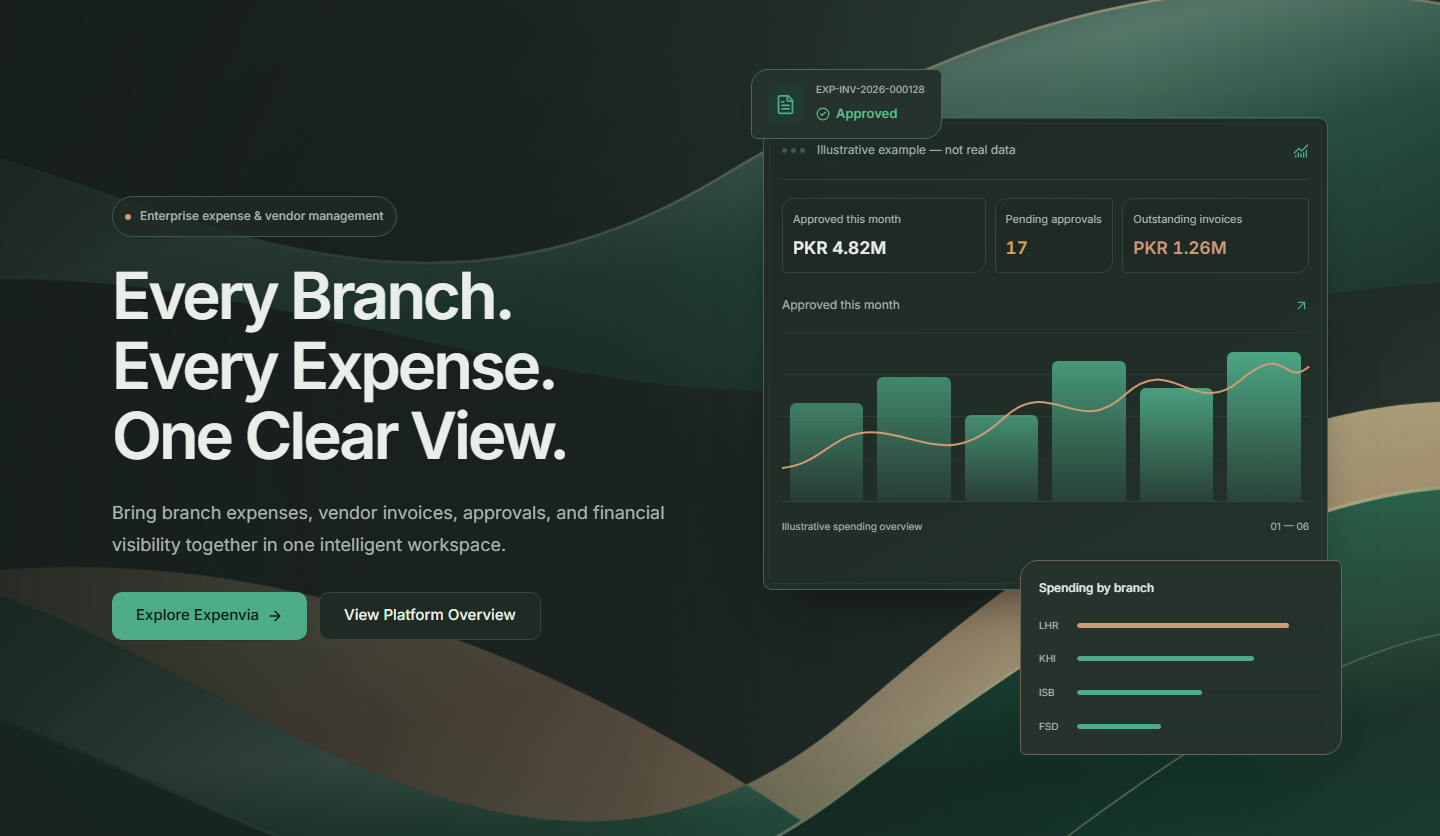 EXP-INV-2026-000128
Approved
Illustrative example — not real data
Enterprise expense & vendor management
Every Branch.
Every Expense.
One Clear View.
Bring branch expenses, vendor invoices, approvals, and financial
visibility together in one intelligent workspace.
Explore Expenvia
View Platform Overview
Approved this month
PKR 4.82M
Pending approvals
17
Outstanding invoices
PKR 1.26M
Approved this month
Illustrative spending overview
01 — 06
Spending by branch
LHR
KHI
ISB
FSD